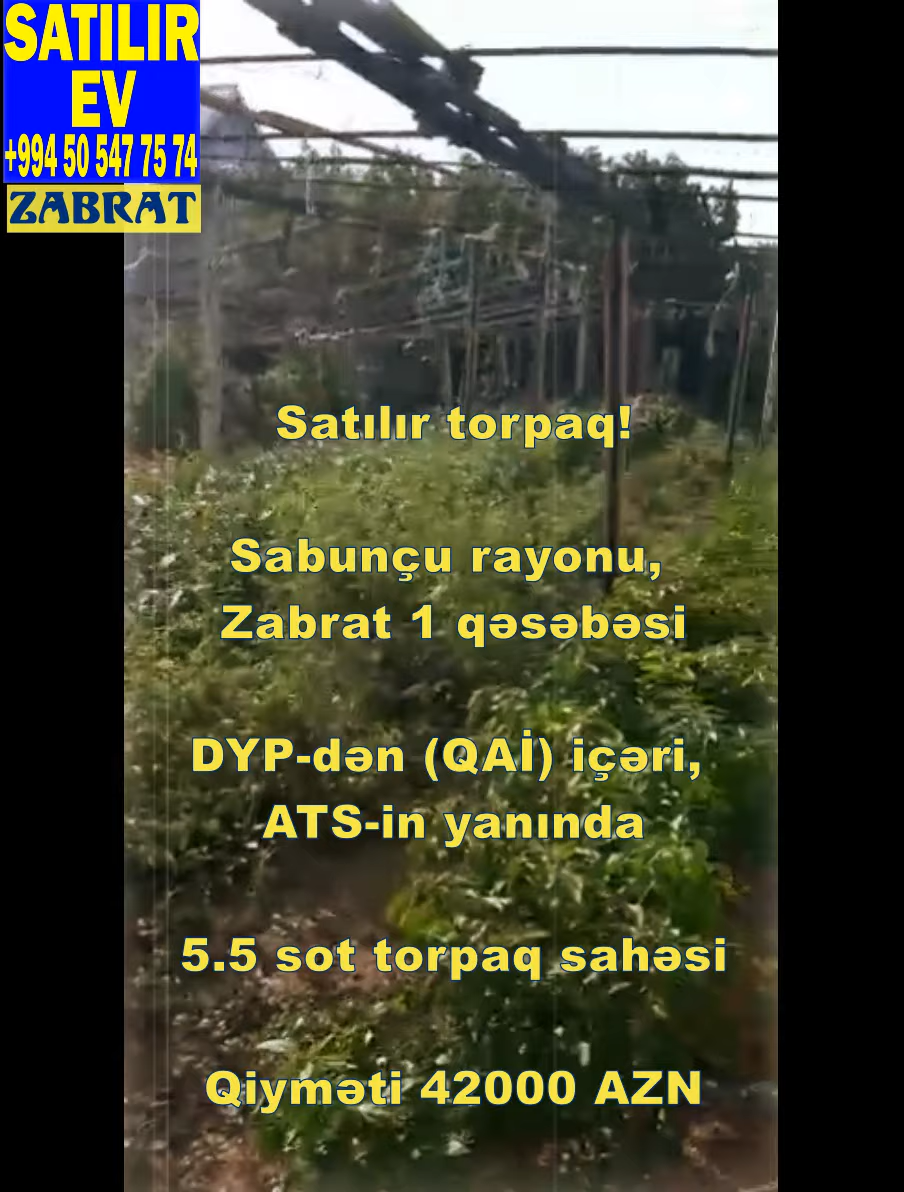 SATILIR
EV
+994 50 547 75 74
ZABRAT
Satılır torpaq!
Sabunçu rayonu,
Zabrat 1 qəsəbəsi
DYP-dən (QAİ) içəri,
ATS-in yanında
5.5 sot torpaq sahəsi
Qiyməti 42000 AZN